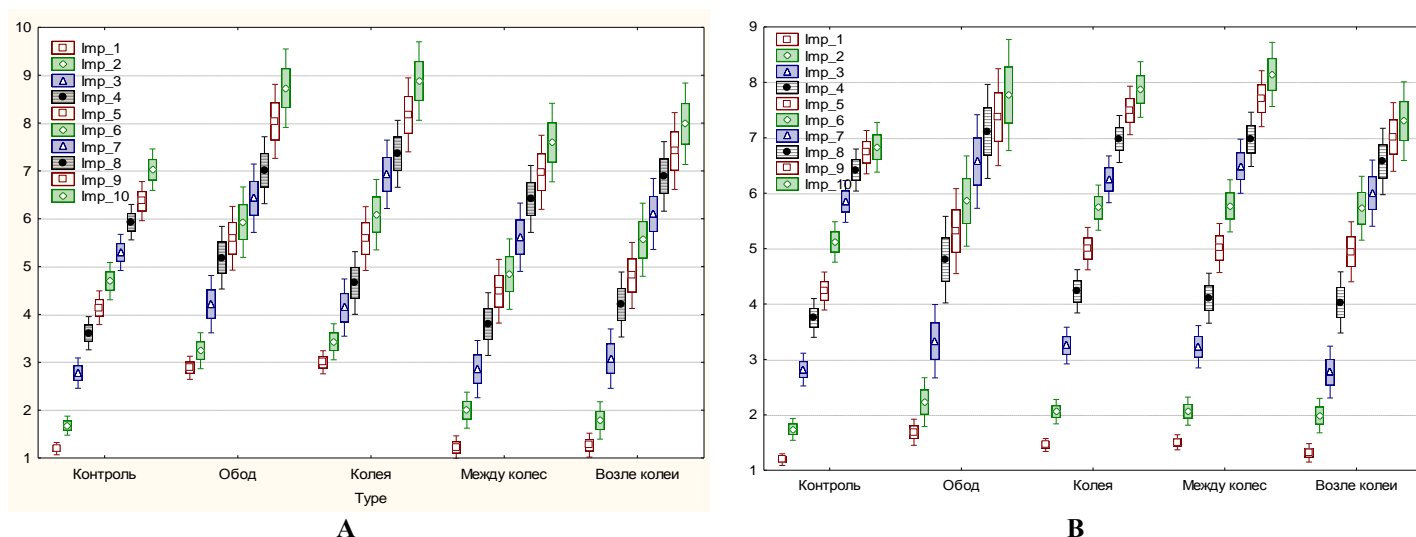 10
9
8
7
6
5
4
3
2
1
Imp_1
Imp_2
Imp_3
Imp_4
Imp_5
Imp_6
Imp_7
Imp_8
Imp_9
Imp_10
Контроль Обод Колея Между колес Возле колеи
Type
A
9
8
7
6
5
4
3
2
1
Imp_1
Imp_2
Imp_3
Imp_4
Imp_5
Imp_6
Imp_7
Imp_8
Imp_9
Imp_10
Контроль Обод Колея Между колес Возле колеи
B